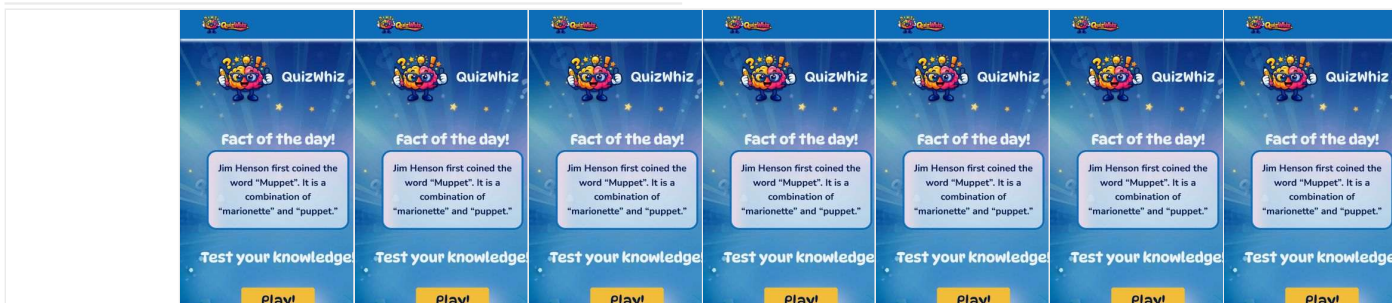 QuizWhiz
Fact of the day!
Jim Henson first coined the
word “Muppet”. It is a
combination of
“marionette” and “puppet.”
Test your knowledge!
Play!
QuizWhiz
Fact of the day!
Jim Henson first coined the
word “Muppet”. It is a
combination of
“marionette” and “puppet.”
Test your knowledge!
Play!
QuizWhiz
Fact of the day!
Jim Henson first coined the
word “Muppet”. It is a
combination of
“marionette” and “puppet.”
Test your knowledge!
Play!
QuizWhiz
Fact of the day!
Jim Henson first coined the
word “Muppet”. It is a
combination of
“marionette” and “puppet.”
Test your knowledge!
Play!
QuizWhiz
Fact of the day!
Jim Henson first coined the
word “Muppet”. It is a
combination of
“marionette” and “puppet.”
Test your knowledge!
Play!
QuizWhiz
Fact of the day!
Jim Henson first coined the
word “Muppet”. It is a
combination of
“marionette” and “puppet.”
Test your knowledge!
Play!
QuizWhiz
Fact of the day!
Jim Henson first coined the
word “Muppet”. It is a
combination of
“marionette” and “puppet.”
Test your knowledge
Play!